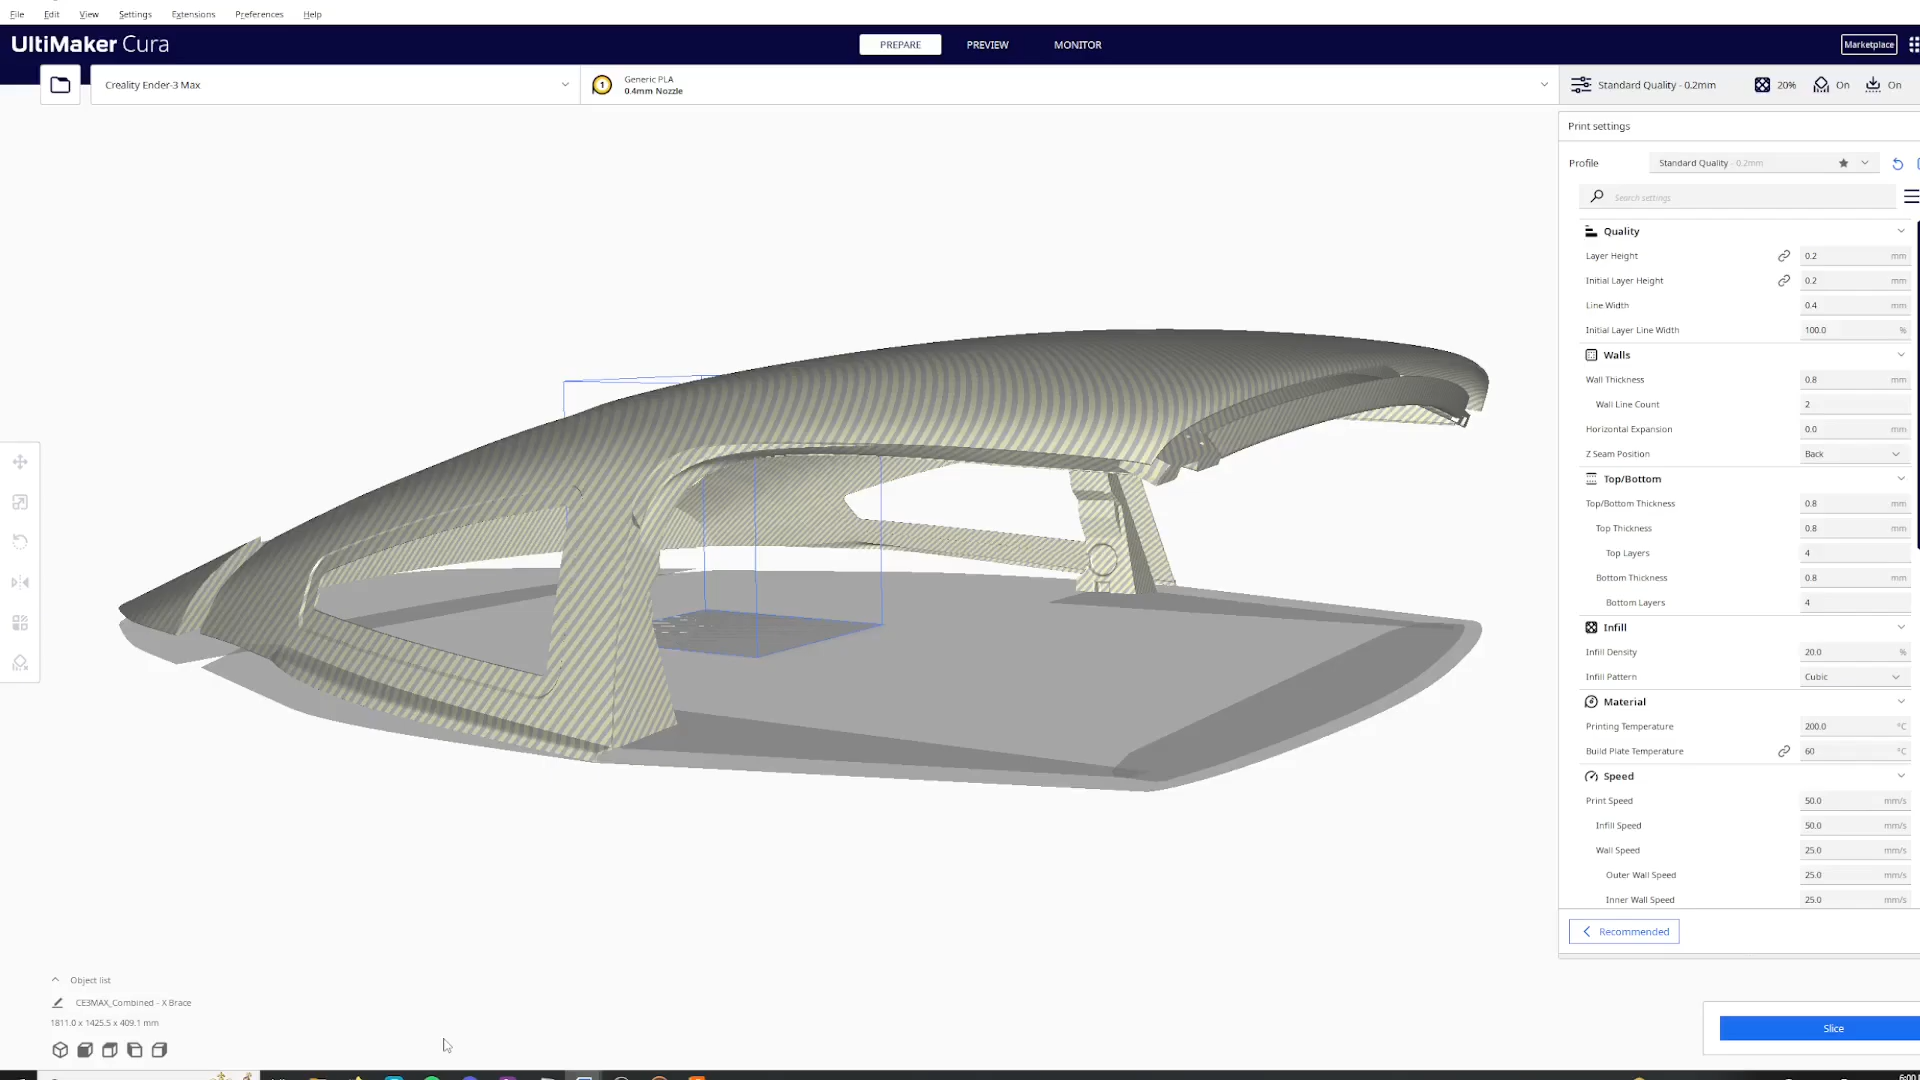 File Edit View Settings Extensions Preferences Help
UltiMaker Cura
PREPARE PREVIEW MONITOR
Marketplace
Creality Ender-3 Max
1
Generic PLA
0.4mm Nozzle
Standard Quality - 0.2mm 20% On On
Print settings
Profile Standard Quality - 0.2mm
Search settings
Quality
Layer Height 0.2 mm
Initial Layer Height 0.2 mm
Line Width 0.4 mm
Initial Layer Line Width 100.0 %
Walls
Wall Thickness 0.8 mm
Wall Line Count 2
Horizontal Expansion 0.0 mm
Z Seam Position Back
Top/Bottom
Top/Bottom Thickness 0.8 mm
Top Thickness 0.8 mm
Top Layers 4
Bottom Thickness 0.8 mm
Bottom Layers 4
Infill
Infill Density 20.0 %
Infill Pattern Cubic
Material
Printing Temperature 200.0 °C
Build Plate Temperature 60 °C
Speed
Print Speed 50.0 mm/s
Infill Speed 50.0 mm/s
Wall Speed 25.0 mm/s
Outer Wall Speed 25.0 mm/s
Inner Wall Speed 25.0 mm/s
Recommended
Object list
CE3MAX_Combined - X Brace
1811.0 x 1425.5 x 409.1 mm
Slice